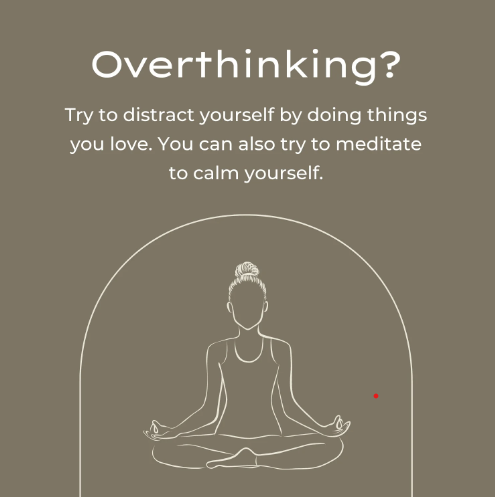 Overthinking?
Try to distract yourself by doing things
you love. You can also try to meditate
to calm yourself.